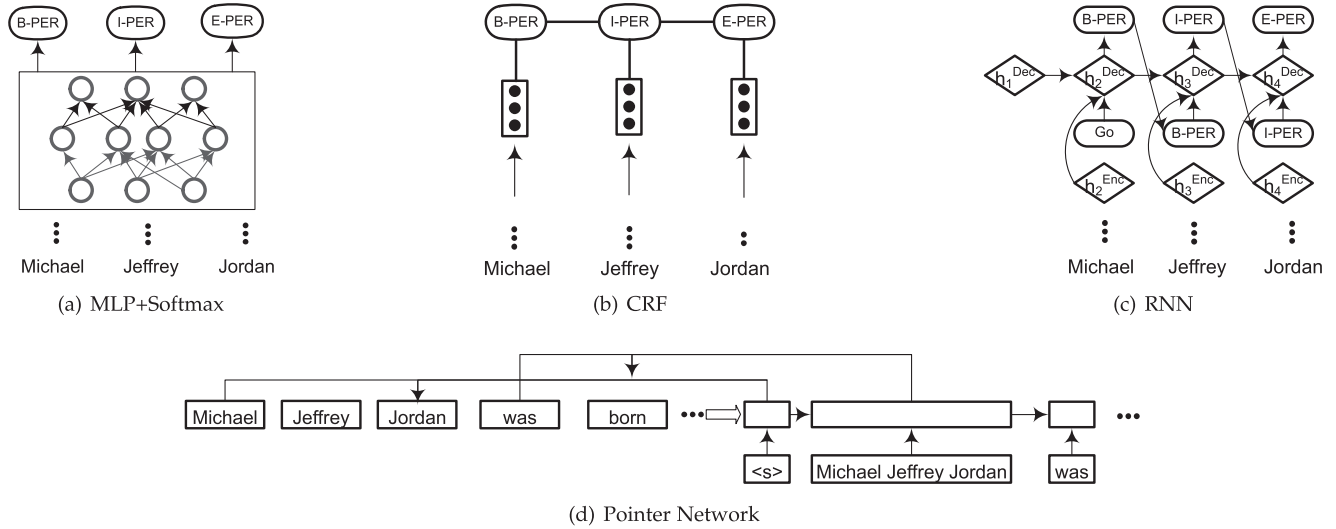 B-PER I-PER E-PER
Michael Jeffrey Jordan
(a) MLP+Softmax
B-PER I-PER E-PER
Michael Jeffrey Jordan
(b) CRF
B-PER I-PER E-PER
h1Dec h2Dec h3Dec h4Dec
Go B-PER I-PER
h2Enc h3Enc h4Enc
Michael Jeffrey Jordan
(c) RNN
Michael Jeffrey Jordan was born
<s> Michael Jeffrey Jordan was
(d) Pointer Network